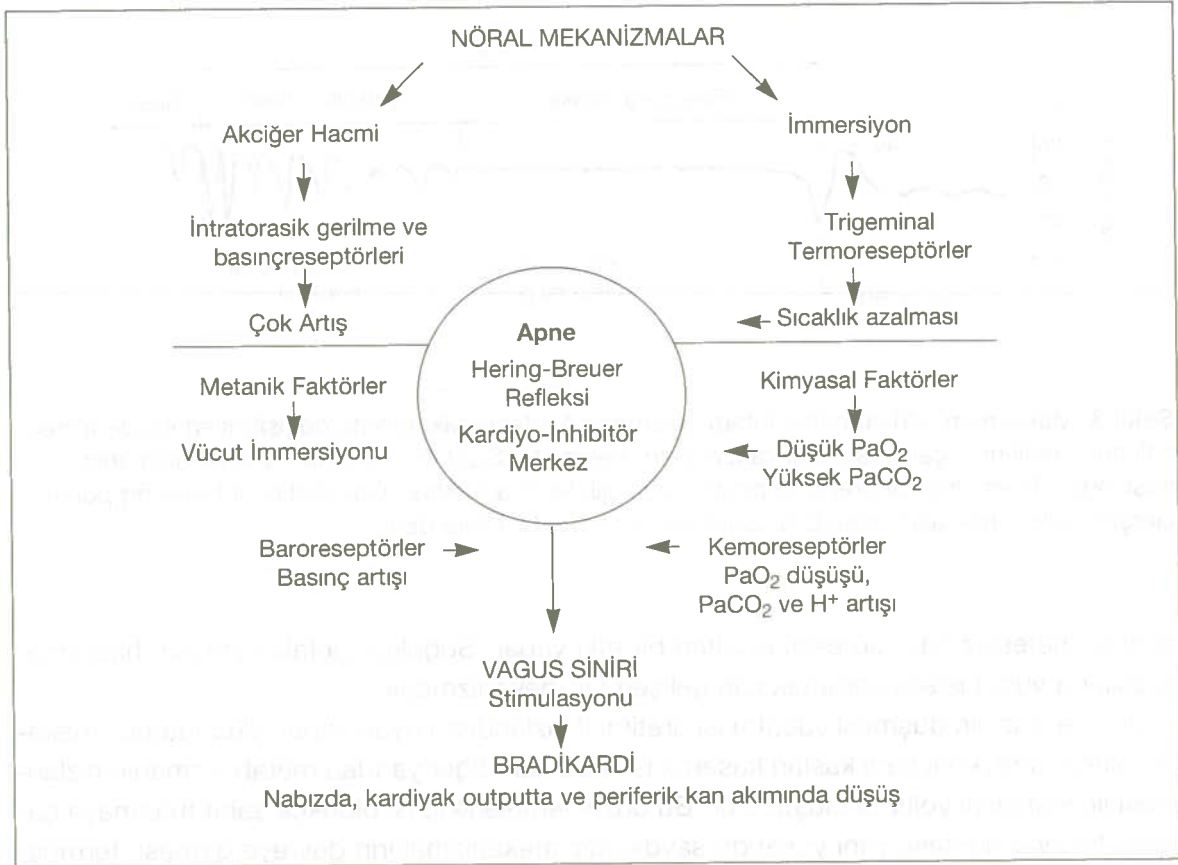 NÖRAL MEKANİZMALAR
Akciğer Hacmi
İmmersiyon
İntratorasik gerilme ve
basınçreseptörleri
Trigeminal
Termoreseptörler
Çok Artış
Sıcaklık azalması
Apne
Hering-Breuer
Refleksi
Kardiyo-İnhibitör
Merkez
Metanik Faktörler
Vücut İmmersiyonu
Kimyasal Faktörler
Düşük PaO₂
Yüksek PaCO₂
Baroreseptörler
Basınç artışı
Kemoreseptörler
PaO₂ düşüşü,
PaCO₂ ve H⁺ artışı
VAGUS SİNİRİ
Stimulasyonu
BRADİKARDİ
Nabızda, kardiyak outputta ve periferik kan akımında düşüş